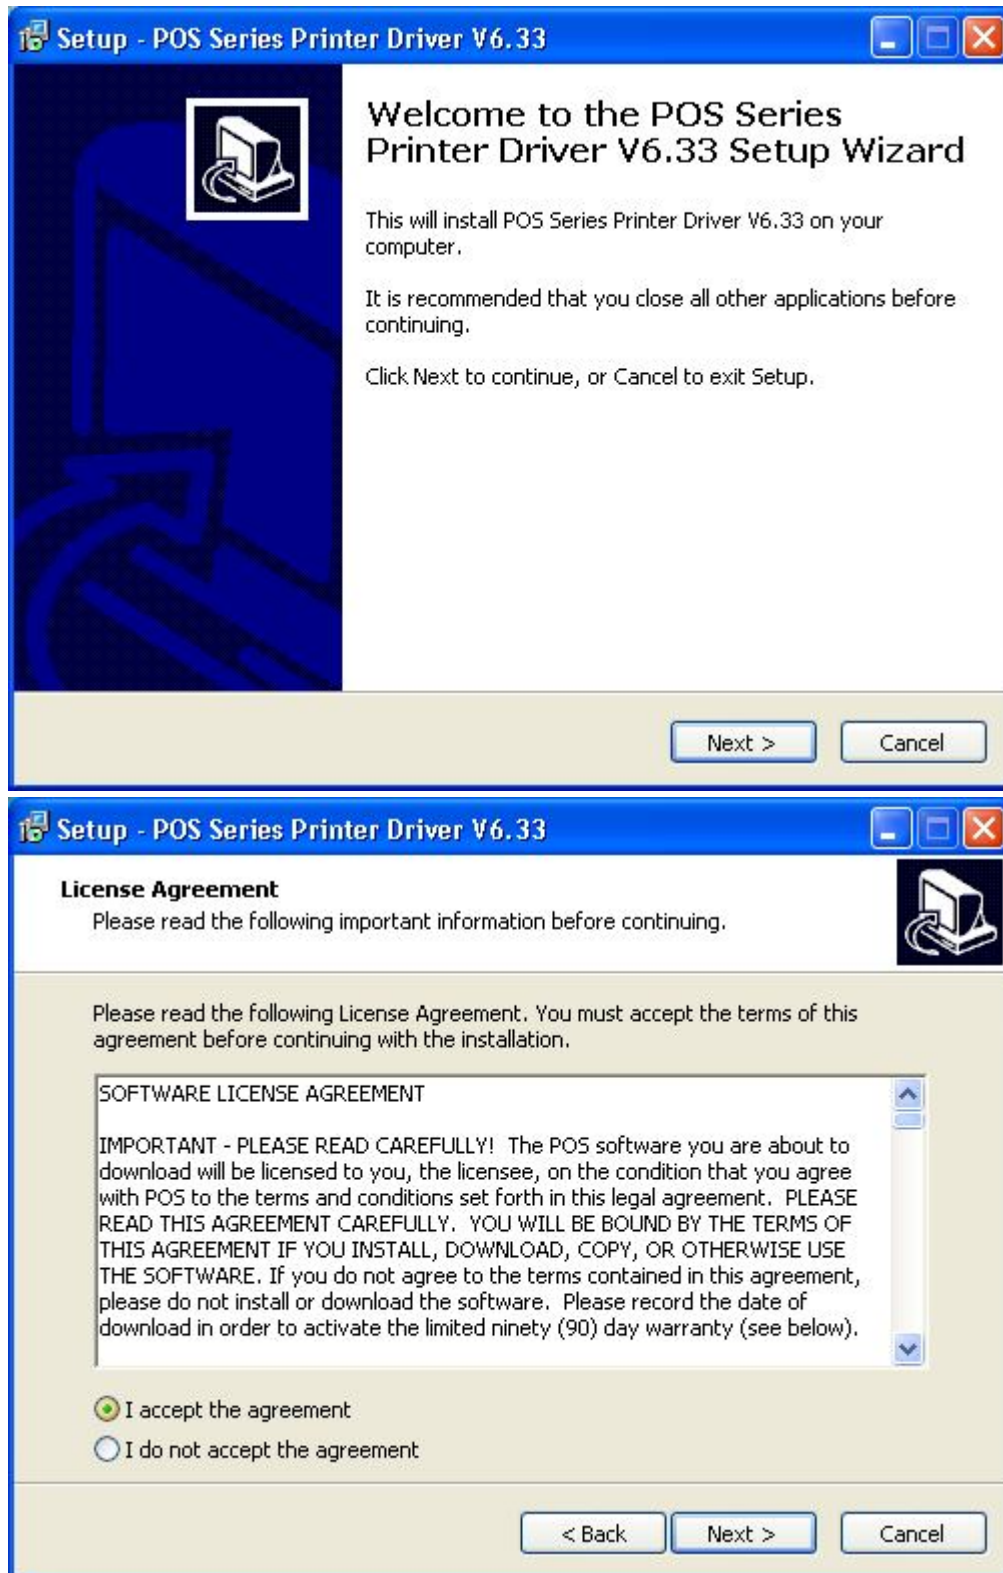 Setup - POS Series Printer Driver V6.33
Welcome to the POS Series
Printer Driver V6.33 Setup Wizard
This will install POS Series Printer Driver V6.33 on your
computer.
It is recommended that you close all other applications before
continuing.
Click Next to continue, or Cancel to exit Setup.
Next >
Cancel
Setup - POS Series Printer Driver V6.33
License Agreement
Please read the following important information before continuing.
Please read the following License Agreement. You must accept the terms of this
agreement before continuing with the installation.
SOFTWARE LICENSE AGREEMENT
IMPORTANT - PLEASE READ CAREFULLY!  The POS software you are about to
download will be licensed to you, the licensee, on the condition that you agree
with POS to the terms and conditions set forth in this legal agreement.  PLEASE
READ THIS AGREEMENT CAREFULLY.  YOU WILL BE BOUND BY THE TERMS OF
THIS AGREEMENT IF YOU INSTALL, DOWNLOAD, COPY, OR OTHERWISE USE
THE SOFTWARE. If you do not agree to the terms contained in this agreement,
please do not install or download the software.  Please record the date of
download in order to activate the limited ninety (90) day warranty (see below).
I accept the agreement
I do not accept the agreement
< Back
Next >
Cancel